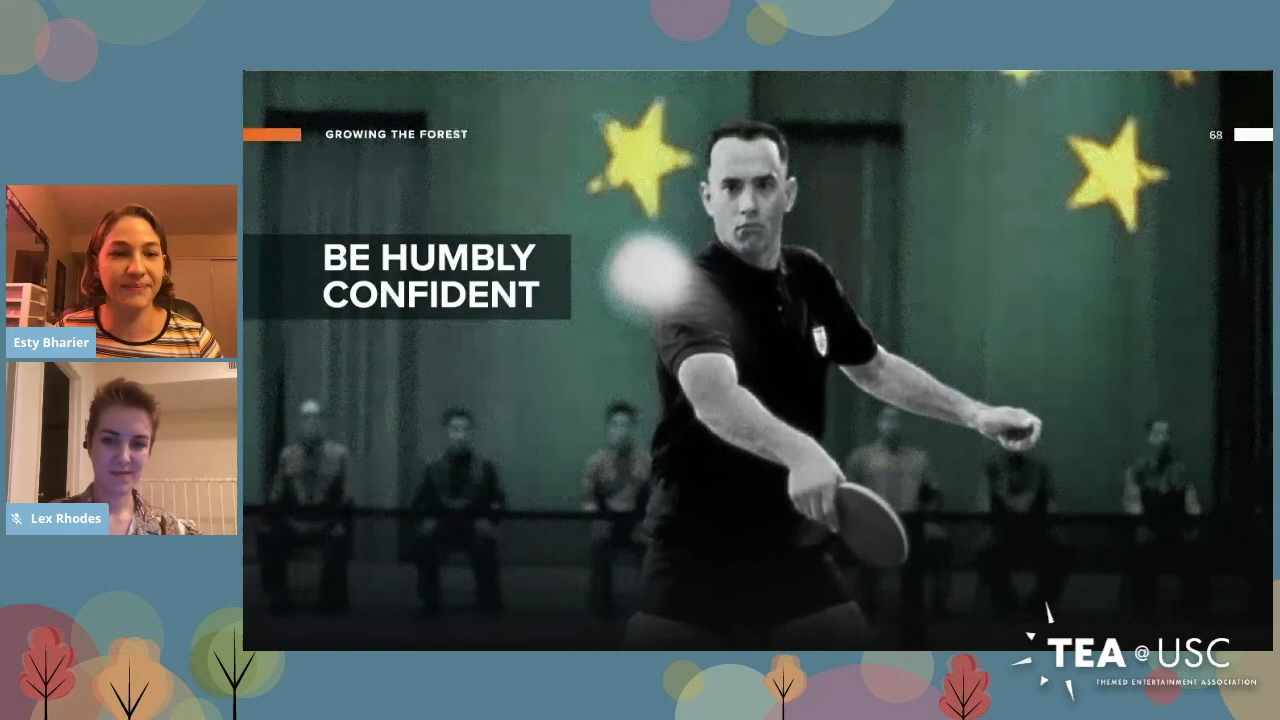 GROWING THE FOREST
68
BE HUMBLY
CONFIDENT
Esty Bharier
Lex Rhodes
TEA @ USC
THEMED ENTERTAINMENT ASSOCIATION